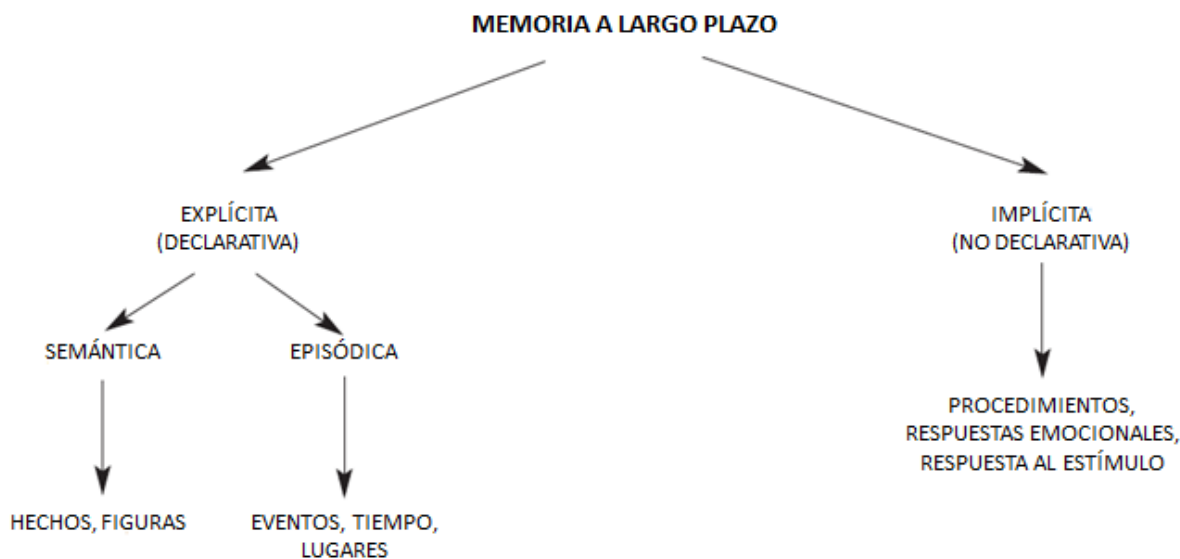 MEMORIA A LARGO PLAZO
EXPLÍCITA
(DECLARATIVA)
IMPLÍCITA
(NO DECLARATIVA)
SEMÁNTICA
EPISÓDICA
PROCEDIMIENTOS,
RESPUESTAS EMOCIONALES,
RESPUESTA AL ESTÍMULO
HECHOS, FIGURAS
EVENTOS, TIEMPO,
LUGARES